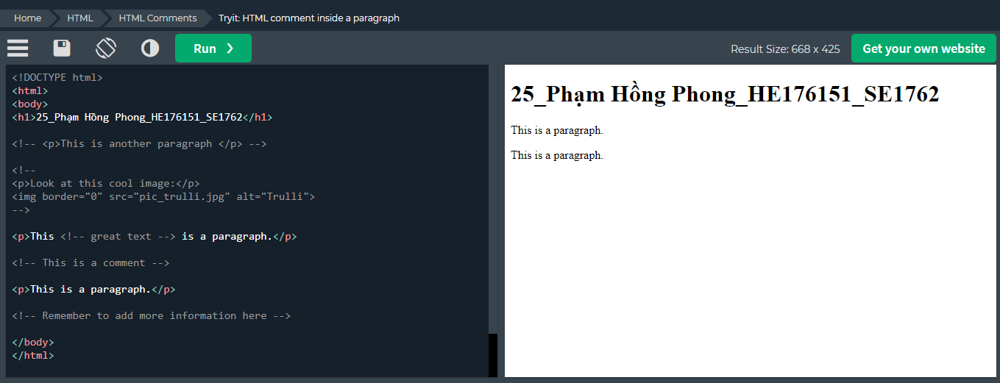 Home HTML HTML Comments Tryit: HTML comment inside a paragraph
Run ❯ Result Size: 668 x 425 Get your own website
<!DOCTYPE html>
<html>
<body>
<h1>25_Phạm Hồng Phong_HE176151_SE1762</h1>
<!-- <p>This is another paragraph </p> -->
<!--
<p>Look at this cool image:</p>
<img border="0" src="pic_trulli.jpg" alt="Trulli">
-->
<p>This <!-- great text --> is a paragraph.</p>
<!-- This is a comment -->
<p>This is a paragraph.</p>
<!-- Remember to add more information here -->
</body>
</html>
25_Phạm Hồng Phong_HE176151_SE1762
This is a paragraph.
This is a paragraph.